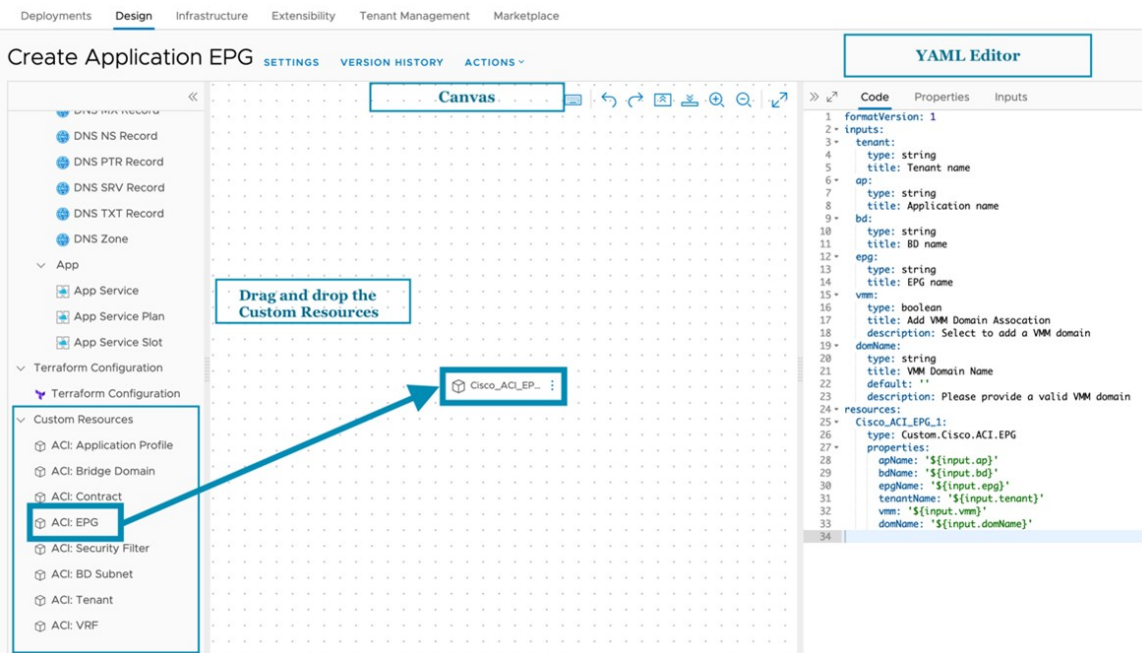 Deployments Design Infrastructure Extensibility Tenant Management Marketplace
Create Application EPG SETTINGS VERSION HISTORY ACTIONS
YAML Editor
Canvas
Code Properties Inputs
DNS MX Record
DNS NS Record
DNS PTR Record
DNS SRV Record
DNS TXT Record
DNS Zone
App
App Service
App Service Plan
App Service Slot
Terraform Configuration
Terraform Configuration
Custom Resources
ACI: Application Profile
ACI: Bridge Domain
ACI: Contract
ACI: EPG
ACI: Security Filter
ACI: BD Subnet
ACI: Tenant
ACI: VRF
Drag and drop the
Custom Resources
Cisco_ACI_EP...
1 formatVersion: 1
2 inputs:
3 tenant:
4 type: string
5 title: Tenant name
6 ap:
7 type: string
8 title: Application name
9 bd:
10 type: string
11 title: BD name
12 epg:
13 type: string
14 title: EPG name
15 vmm:
16 type: boolean
17 title: Add VMM Domain Assocation
18 description: Select to add a VMM domain
19 domName:
20 type: string
21 title: VMM Domain Name
22 default: ''
23 description: Please provide a valid VMM domain
24 resources:
25 Cisco_ACI_EPG_1:
26 type: Custom.Cisco.ACI.EPG
27 properties:
28 apName: '${input.ap}'
29 bdName: '${input.bd}'
30 epgName: '${input.epg}'
31 tenantName: '${input.tenant}'
32 vmm: '${input.vmm}'
33 domName: '${input.domName}'
34